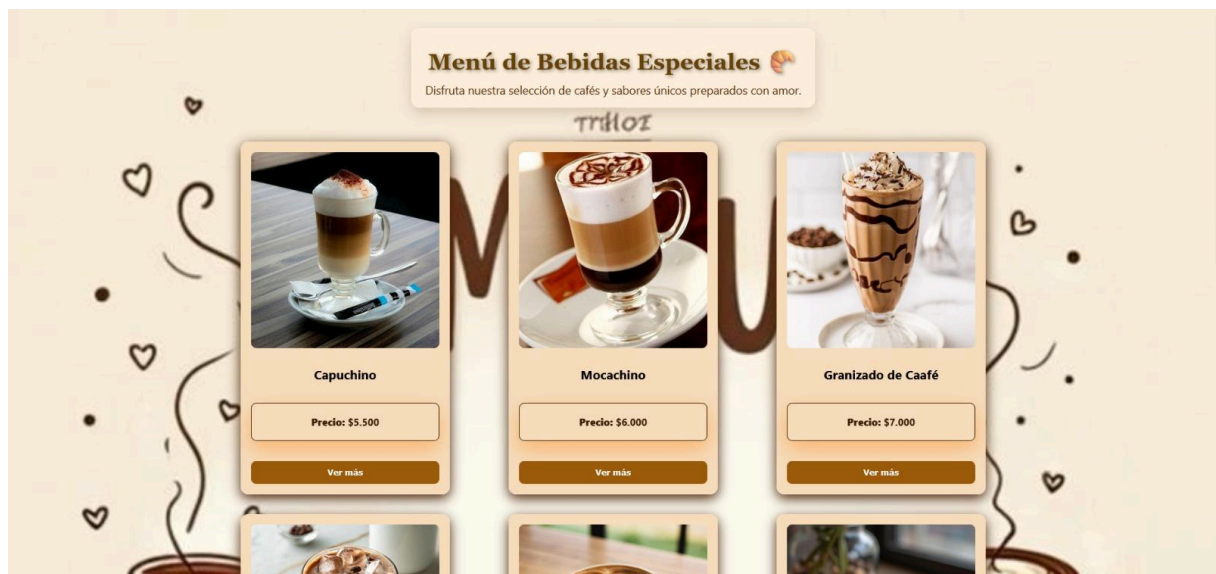 Menú de Bebidas Especiales
Disfruta nuestra selección de cafés y sabores únicos preparados con amor.
M U
Capuchino
Mocachino
Granizado de Caafé
Precio: $5.500
Precio: $6.000
Precio: $7.000
Ver más
Ver más
Ver más